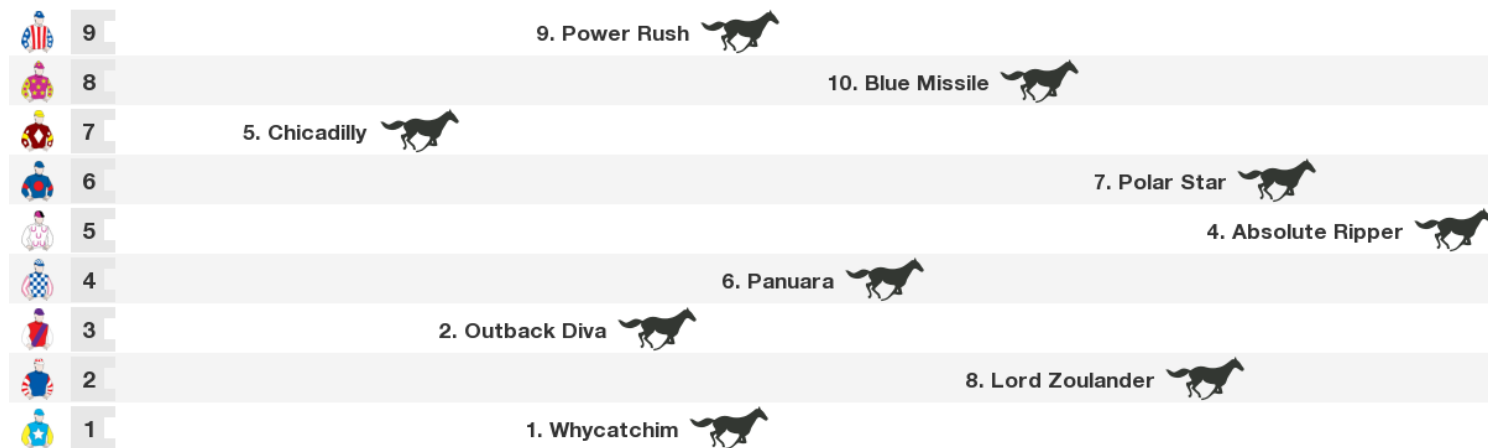 9 9. Power Rush
8 10. Blue Missile
7 5. Chicadilly
6 7. Polar Star
5 4. Absolute Ripper
4 6. Panuara
3 2. Outback Diva
2 8. Lord Zoulander
1 1. Whycatchim